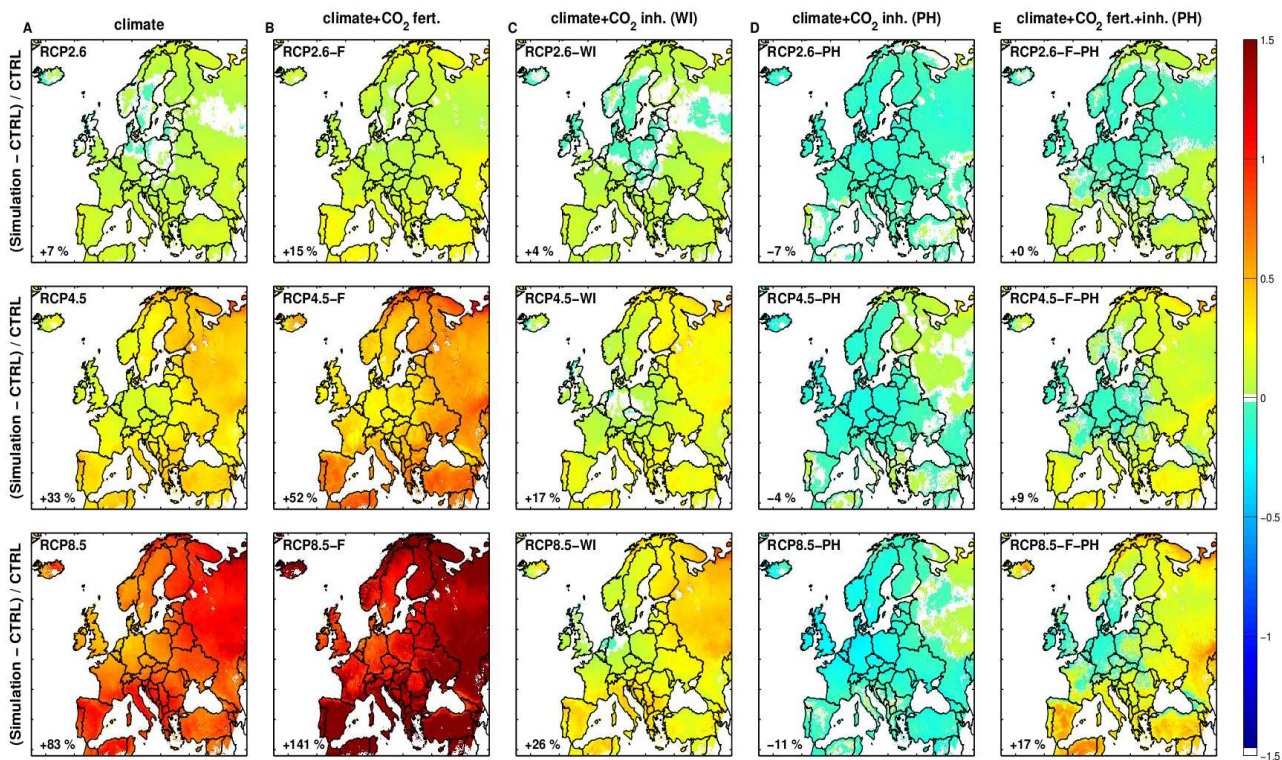 A climate
B climate+CO2 fert.
C climate+CO2 inh. (WI)
D climate+CO2 inh. (PH)
E climate+CO2 fert.+inh. (PH)
(Simulation − CTRL) / CTRL
RCP2.6
+7 %
RCP2.6−F
+15 %
RCP2.6−WI
+4 %
RCP2.6−PH
−7 %
RCP2.6−F−PH
+0 %
(Simulation − CTRL) / CTRL
RCP4.5
+33 %
RCP4.5−F
+52 %
RCP4.5−WI
+17 %
RCP4.5−PH
−4 %
RCP4.5−F−PH
+9 %
(Simulation − CTRL) / CTRL
RCP8.5
+83 %
RCP8.5−F
+141 %
RCP8.5−WI
+26 %
RCP8.5−PH
−11 %
RCP8.5−F−PH
+17 %
1.5
1
0.5
0
−0.5
−1
−1.5